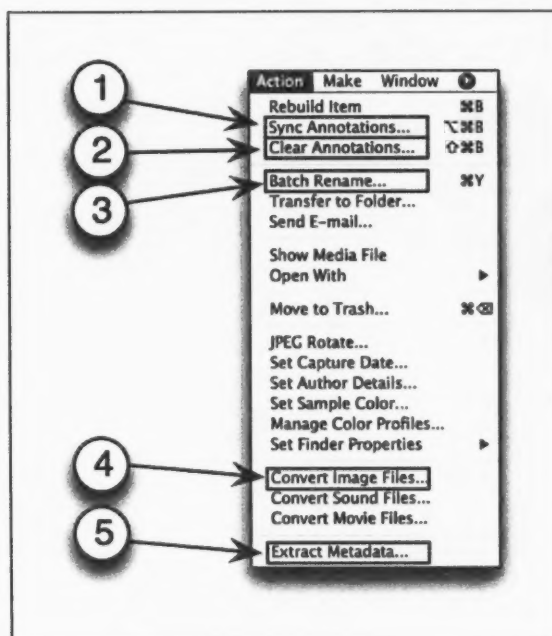 Action Make Window
Rebuild Item ⌘B
1
Sync Annotations... ⌥⌘B
2
Clear Annotations... ⇧⌘B
3
Batch Rename... ⌘Y
Transfer to Folder...
Send E-mail...
Show Media File
Open With ▶
Move to Trash... ⌘⌫
JPEG Rotate...
Set Capture Date...
Set Author Details...
Set Sample Color...
Manage Color Profiles...
Set Finder Properties ▶
4
Convert Image Files...
Convert Sound Files...
Convert Movie Files...
5
Extract Metadata...